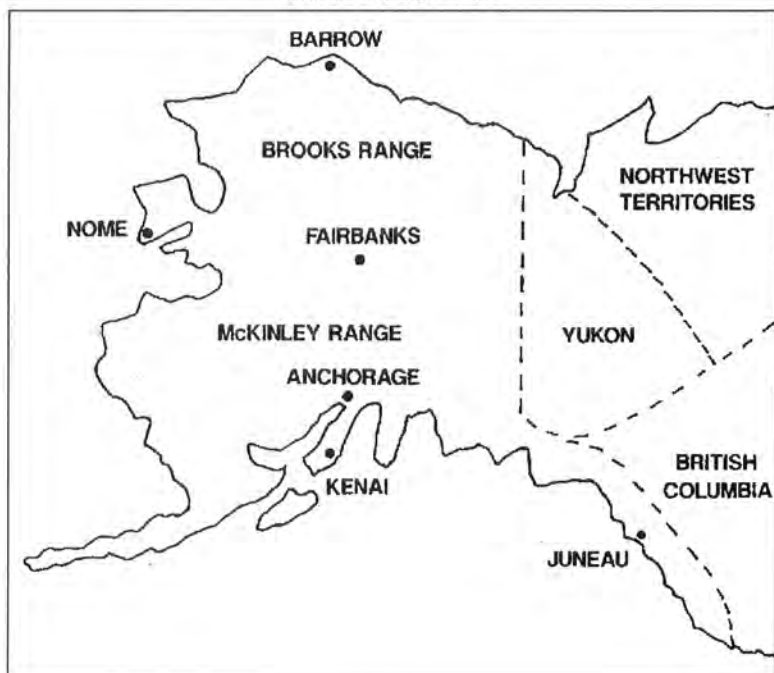 BARROW
BROOKS RANGE
NORTHWEST
TERRITORIES
NOME
FAIRBANKS
McKINLEY RANGE
YUKON
ANCHORAGE
BRITISH
COLUMBIA
KENAI
JUNEAU